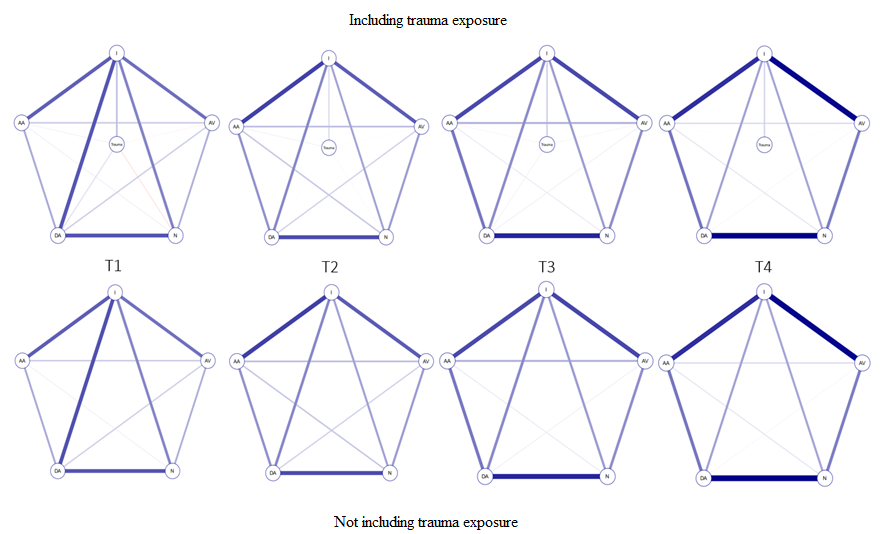 Including trauma exposure
I I I I
AA AV AA AV AA AV AA AV
Trauma Trauma Trauma Trauma
DA N DA N DA N DA N
T1 T2 T3 T4
I I I I
AA AV AA AV AA AV AA AV
DA N DA N DA N DA N
Not including trauma exposure